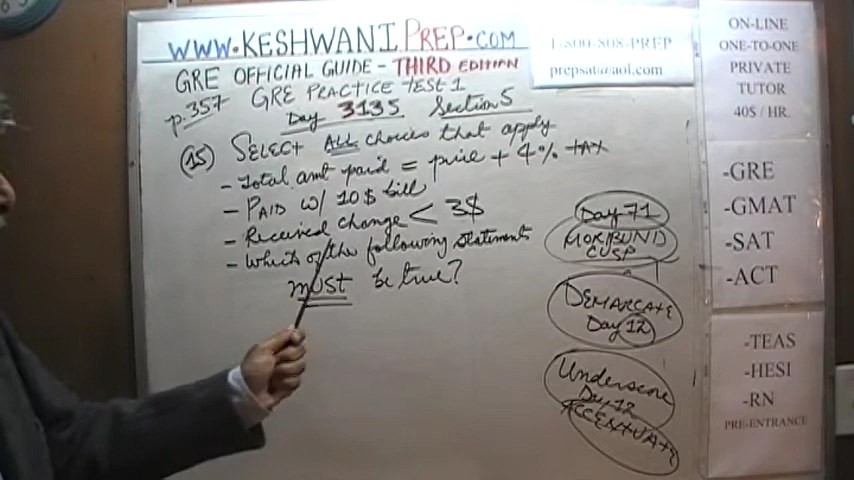 WWW.KESHWANIPREP.COM
1-800-808-PREP
prepsat@aol.com
GRE OFFICIAL GUIDE - THIRD EDITION
p.357 GRE PRACTICE TEST 1
Day 3135 Section 5
(15) SELECT ALL choices that apply
- Total amt paid = price + 4% TAX
- PAID W/ 10$ bill
- Received change < 3$
- Which of the following statements
must be true?
Day 71
MORIBUND
CUSP
DEMARCATE
Day 12
Underscore
Day 12
ACCENTUATE
ON-LINE
ONE-TO-ONE
PRIVATE
TUTOR
40$ / HR.
-GRE
-GMAT
-SAT
-ACT
-TEAS
-HESI
-RN
PRE-ENTRANCE